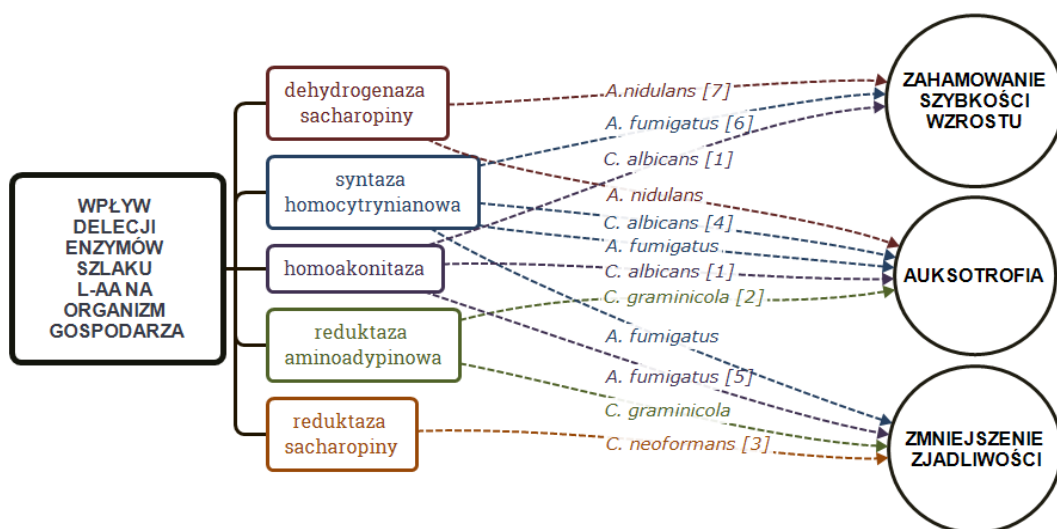 WPŁYW
DELECJI
ENZYMÓW
SZLAKU
L-AA NA
ORGANIZM
GOSPODARZA
dehydrogenaza
sacharopiny
syntaza
homocytrynianowa
homoakonitaza
reduktaza
aminoadypinowa
reduktaza
sacharopiny
A.nidulans [7]
A. fumigatus [6]
C. albicans [1]
A. nidulans
C. albicans [4]
A. fumigatus
C. albicans [1]
C. graminicola [2]
A. fumigatus
A. fumigatus [5]
C. graminicola
C. neoformans [3]
ZAHAMOWANIE
SZYBKOŚCI
WZROSTU
AUKSOTROFIA
ZMNIEJSZENIE
ZJADLIWOŚCI